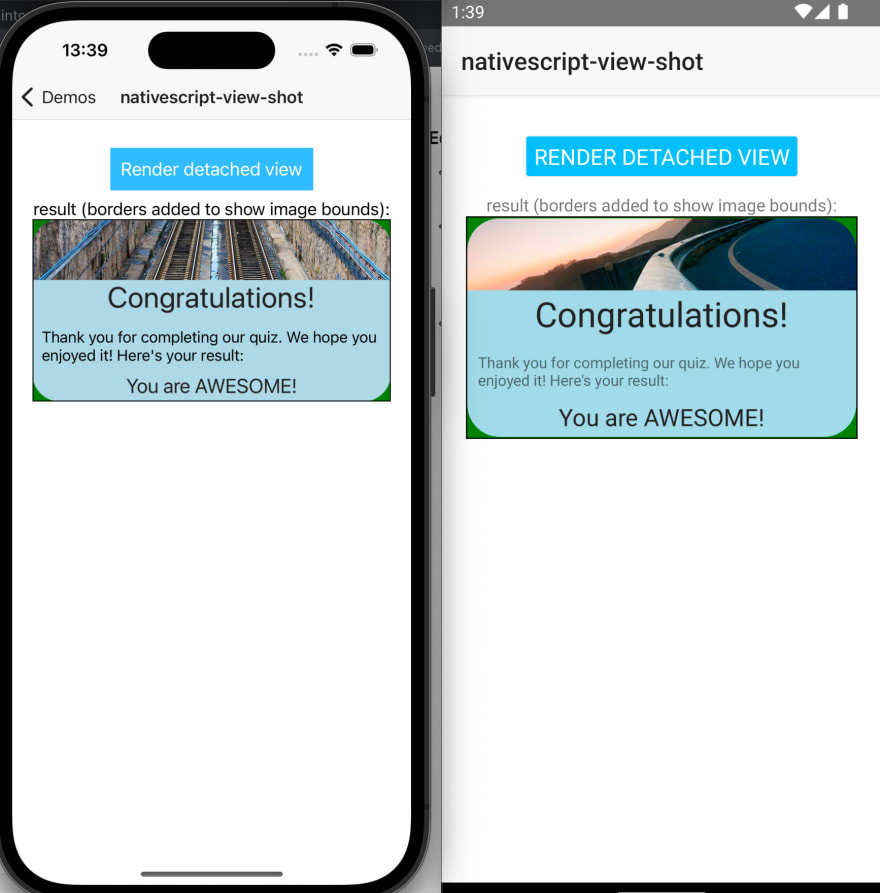 13:39
Demos
nativescript-view-shot
Render detached view
result (borders added to show image bounds):
Congratulations!
Thank you for completing our quiz. We hope you
enjoyed it! Here's your result:
You are AWESOME!
1:39
nativescript-view-shot
RENDER DETACHED VIEW
result (borders added to show image bounds):
Congratulations!
Thank you for completing our quiz. We hope you
enjoyed it! Here's your result:
You are AWESOME!